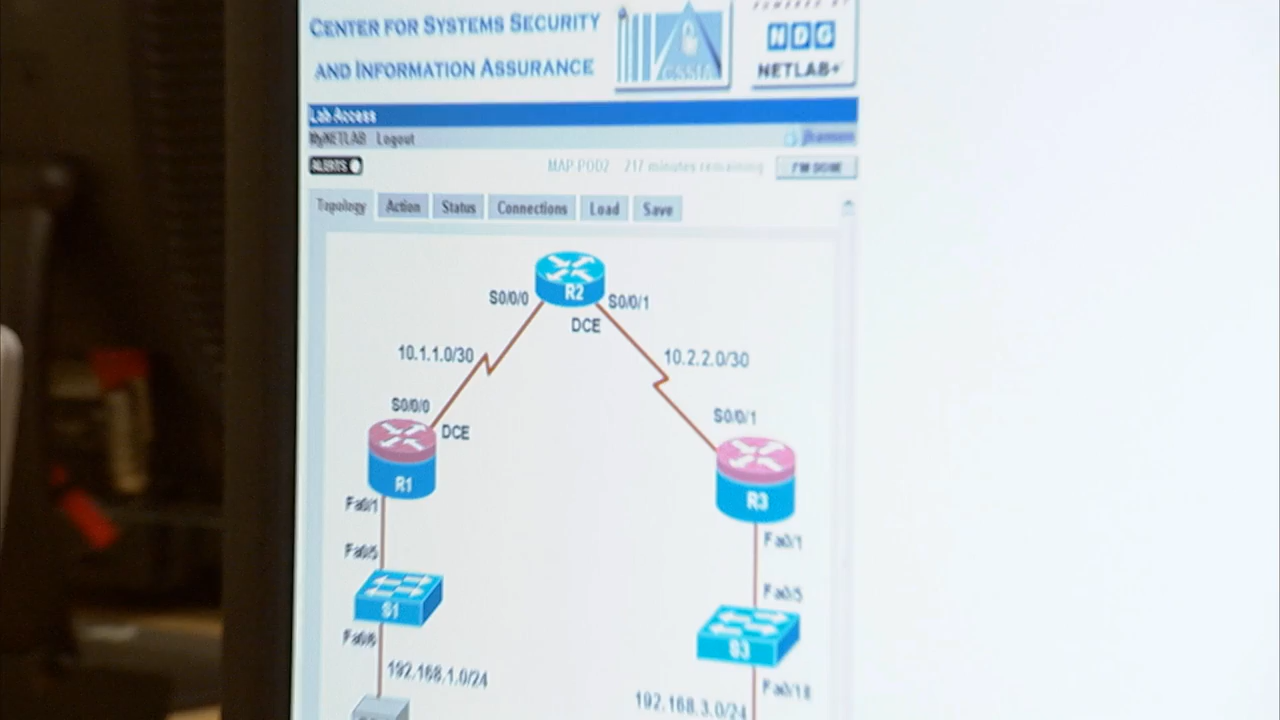 CENTER FOR SYSTEMS SECURITY
AND INFORMATION ASSURANCE
CSSIA
POWERED BY
NDG
NETLAB+
Lab Access
MyNETLAB Logout
ALERTS
MAP POD2 217 minutes remaining I'M DONE
Topology Action Status Connections Load Save
R2
S0/0/0 S0/0/1
DCE
10.1.1.0/30 10.2.2.0/30
S0/0/0 S0/0/1
DCE
R1 R3
Fa0/1 Fa0/1
Fa0/5 Fa0/5
S1 S3
Fa0/6 Fa0/18
192.168.1.0/24 192.168.3.0/24